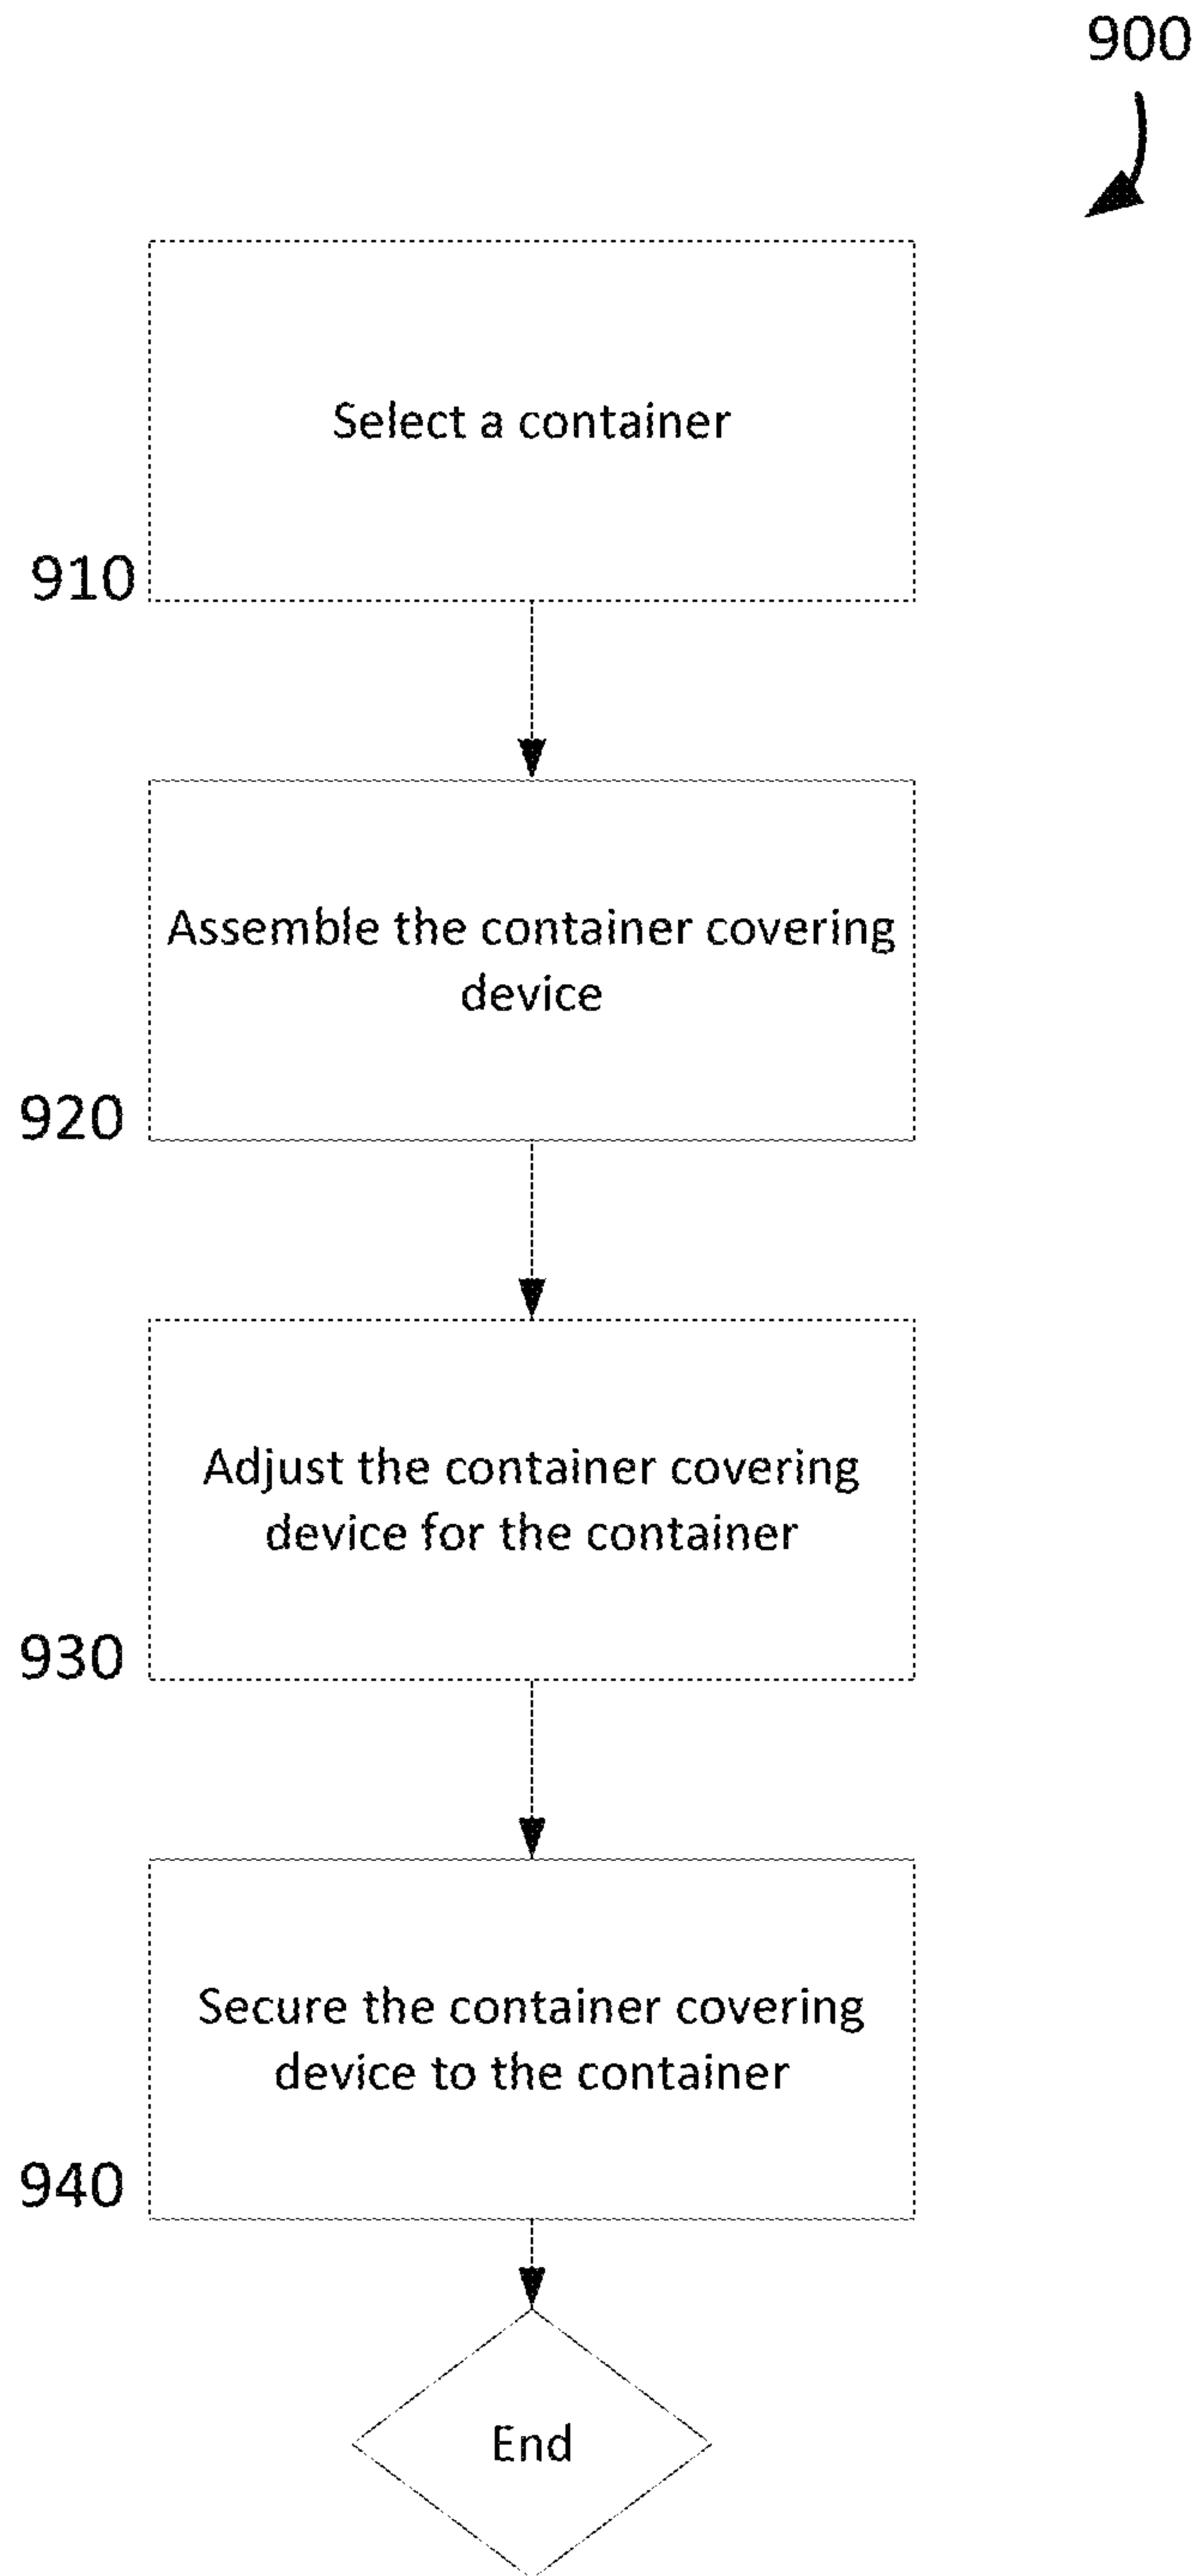 900
Select a container
910
Assemble the container covering
device
920
Adjust the container covering
device for the container
930
Secure the container covering
device to the container
940
End